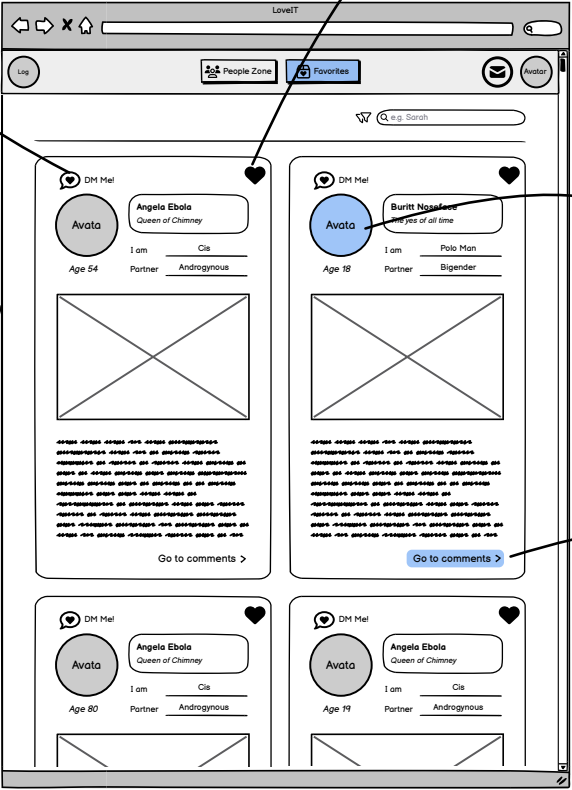 LoveIT
Log
People Zone
Favorites
Avatar
e.g. Sarah
DM Me!
Avata
Angela Ebola
Queen of Chimney
I am Cis
Age 54
Partner Androgynous
Go to comments >
DM Me!
Avata
Buritt Noseface
The yes of all time
I am Polo Man
Age 18
Partner Bigender
Go to comments >
DM Me!
Avata
Angela Ebola
Queen of Chimney
I am Cis
Age 80
Partner Androgynous
DM Me!
Avata
Angela Ebola
Queen of Chimney
I am Cis
Age 19
Partner Androgynous